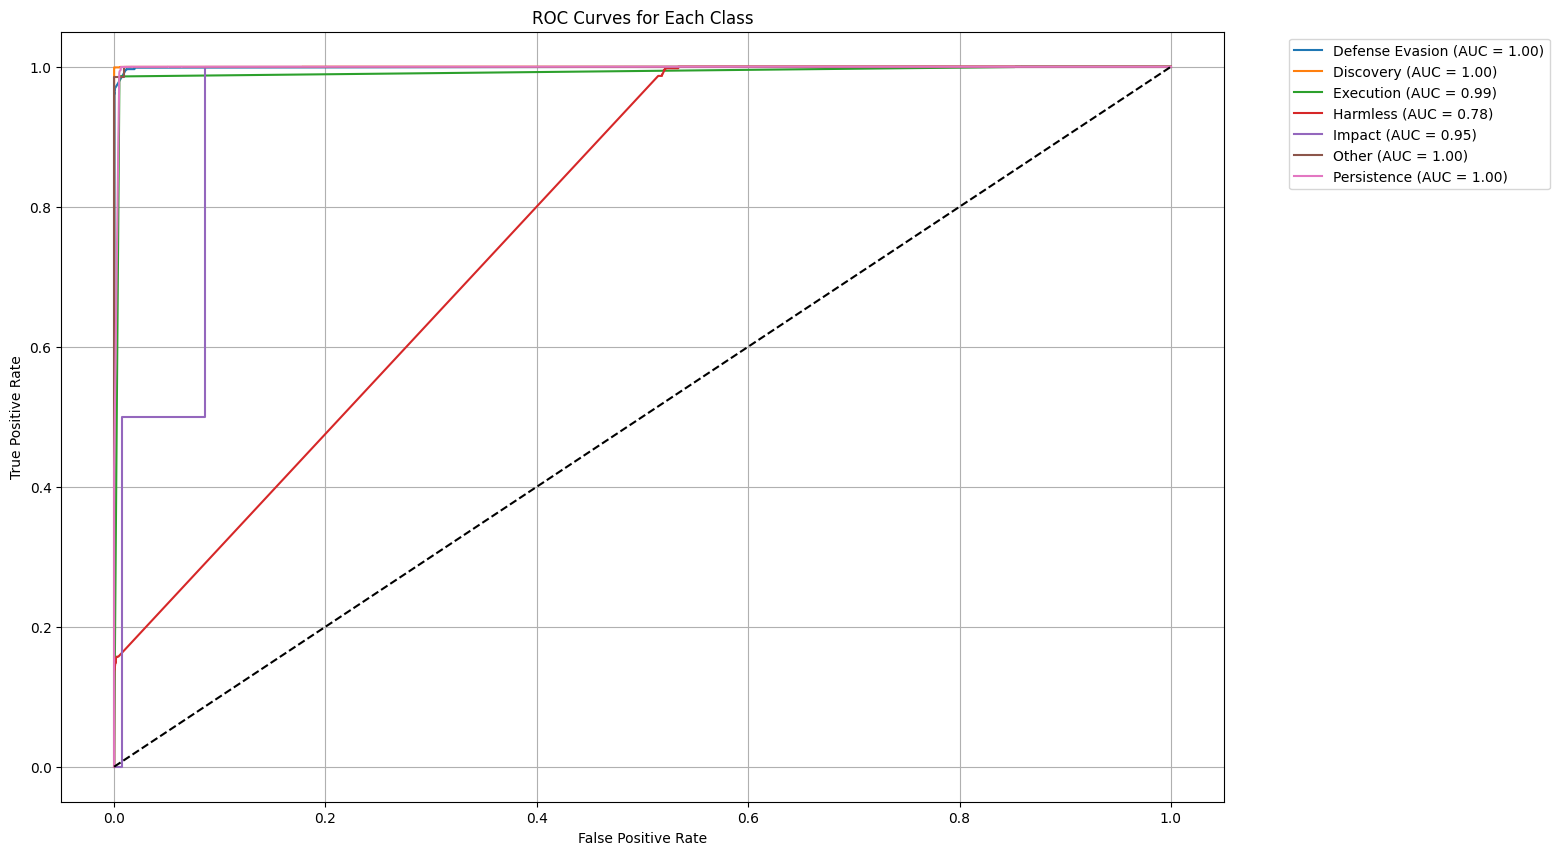 ROC Curves for Each Class
Defense Evasion (AUC = 1.00)
Discovery (AUC = 1.00)
Execution (AUC = 0.99)
Harmless (AUC = 0.78)
Impact (AUC = 0.95)
Other (AUC = 1.00)
Persistence (AUC = 1.00)
True Positive Rate
1.0
0.8
0.6
0.4
0.2
0.0
0.0 0.2 0.4 0.6 0.8 1.0
False Positive Rate